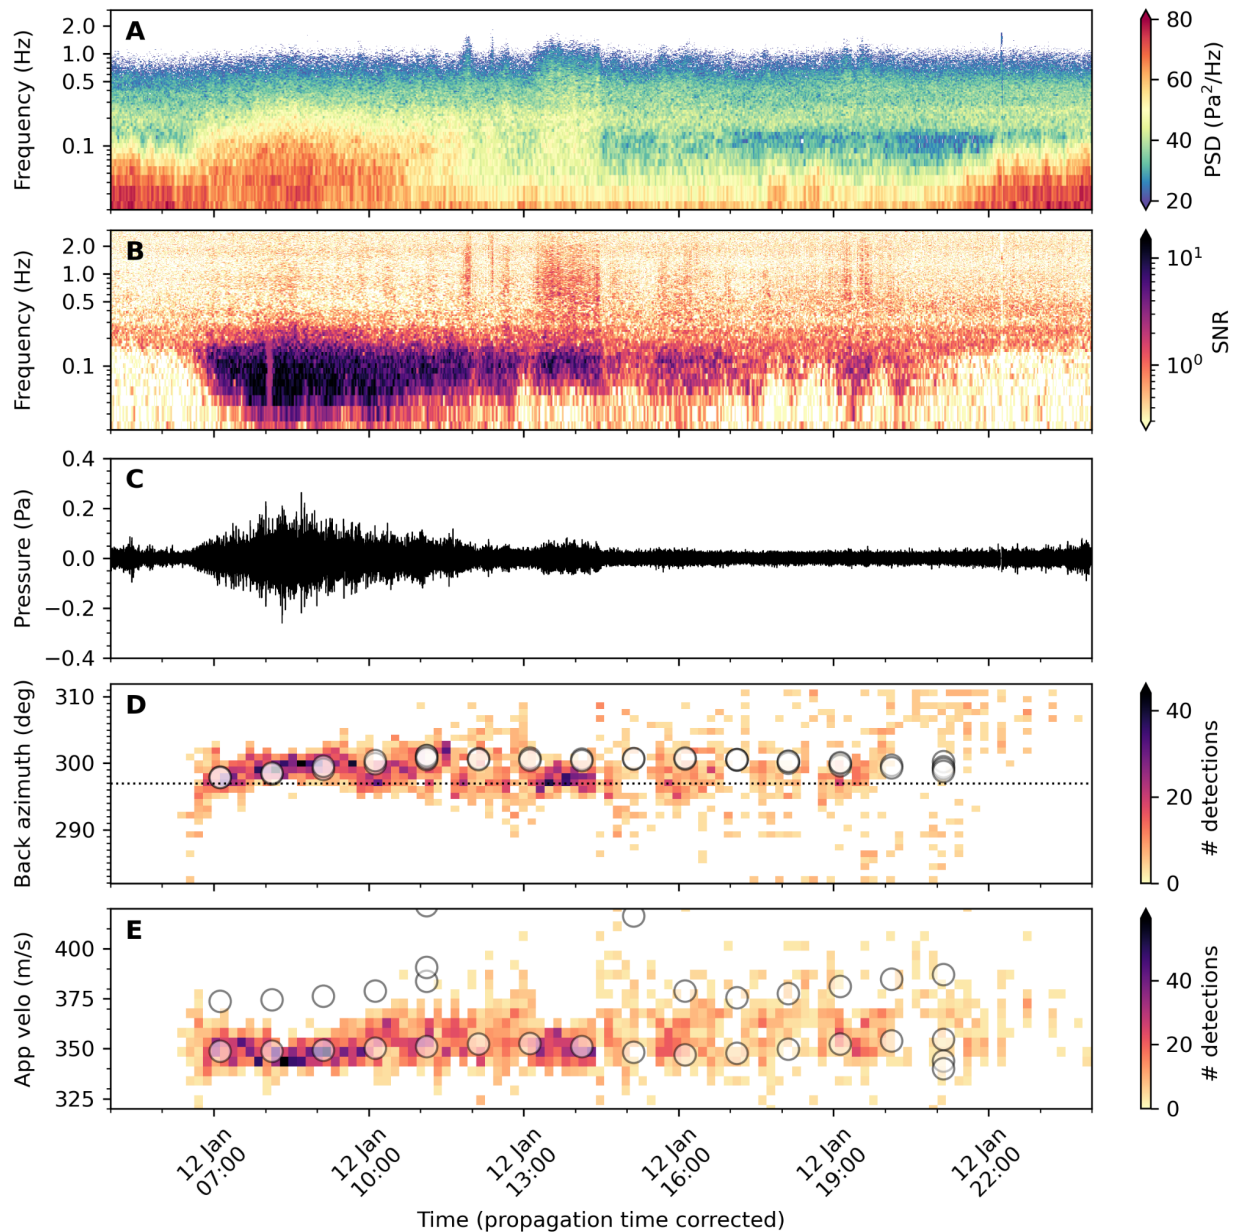 A
Frequency (Hz)
2.0
1.0
0.5
0.1
80
60
40
20
PSD (Pa²/Hz)
B
Frequency (Hz)
2.0
1.0
0.5
0.1
10¹
10⁰
SNR
C
Pressure (Pa)
0.4
0.2
0.0
−0.2
−0.4
D
Back azimuth (deg)
310
300
290
40
20
0
# detections
E
App velo (m/s)
400
375
350
325
40
20
0
# detections
12 Jan
07:00
12 Jan
10:00
12 Jan
13:00
12 Jan
16:00
12 Jan
19:00
12 Jan
22:00
Time (propagation time corrected)